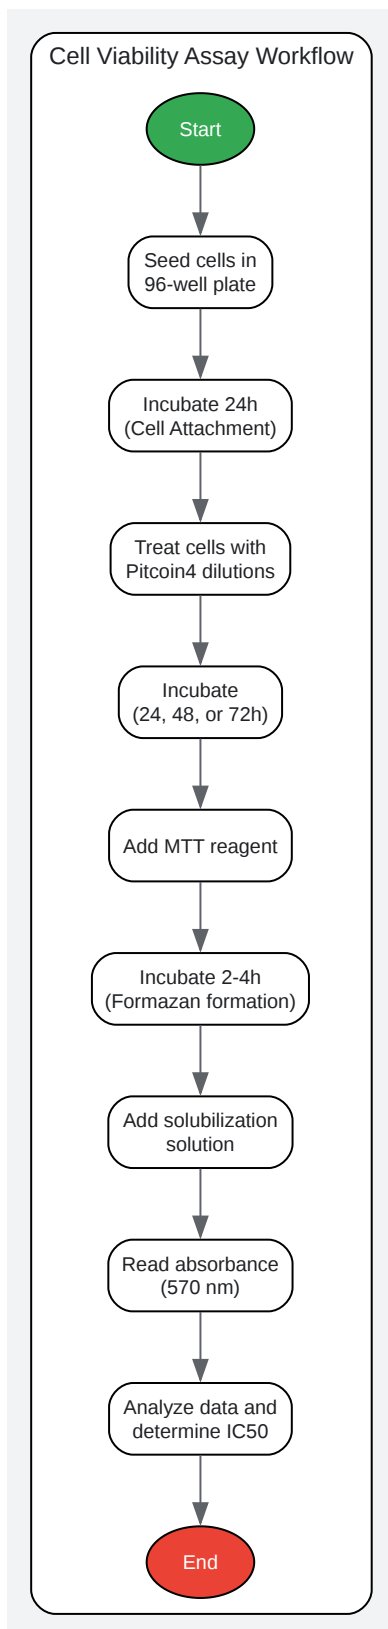 Cell Viability Assay Workflow
Start
Seed cells in
96-well plate
Incubate 24h
(Cell Attachment)
Treat cells with
Pitcoin4 dilutions
Incubate
(24, 48, or 72h)
Add MTT reagent
Incubate 2-4h
(Formazan formation)
Add solubilization
solution
Read absorbance
(570 nm)
Analyze data and
determine IC50
End